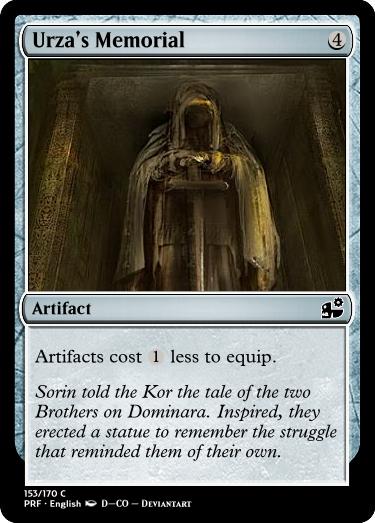 Urza's Memorial 4
Artifact
Artifacts cost 1 less to equip.
Sorin told the Kor the tale of the two
Brothers on Dominara. Inspired, they
erected a statue to remember the struggle
that reminded them of their own.
153/170 C
PRF • English D—CO — Deviantart